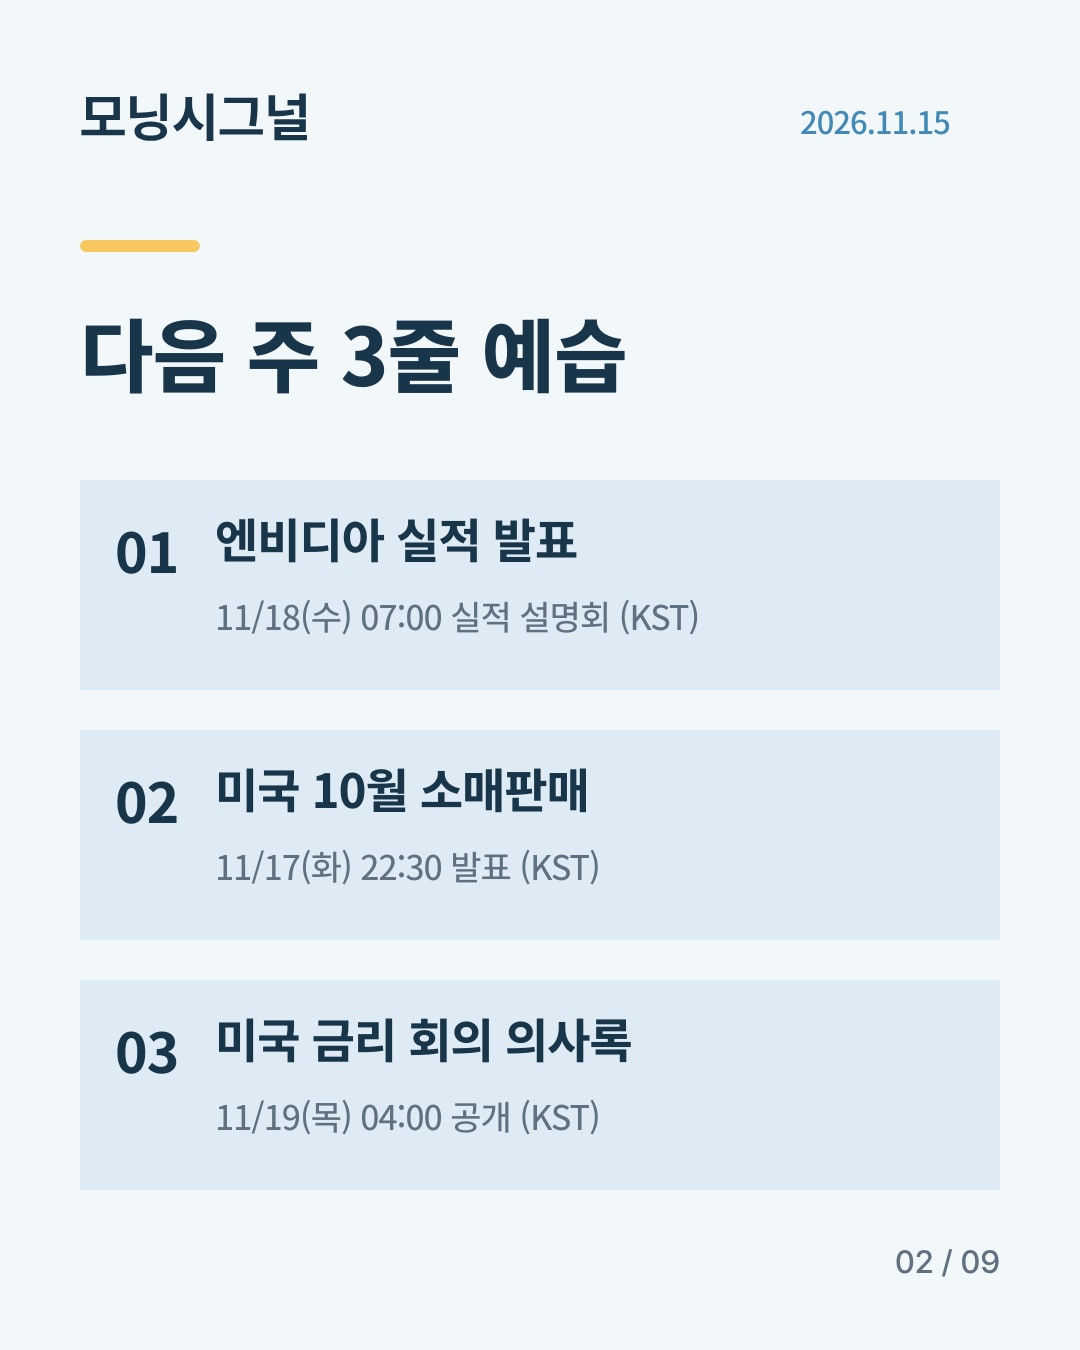 모닝시그널
2026.11.15
다음 주 3줄 예습
01
엔비디아 실적 발표
11/18(수) 07:00 실적 설명회 (KST)
02
미국 10월 소매판매
11/17(화) 22:30 발표 (KST)
03
미국 금리 회의 의사록
11/19(목) 04:00 공개 (KST)
02 / 09